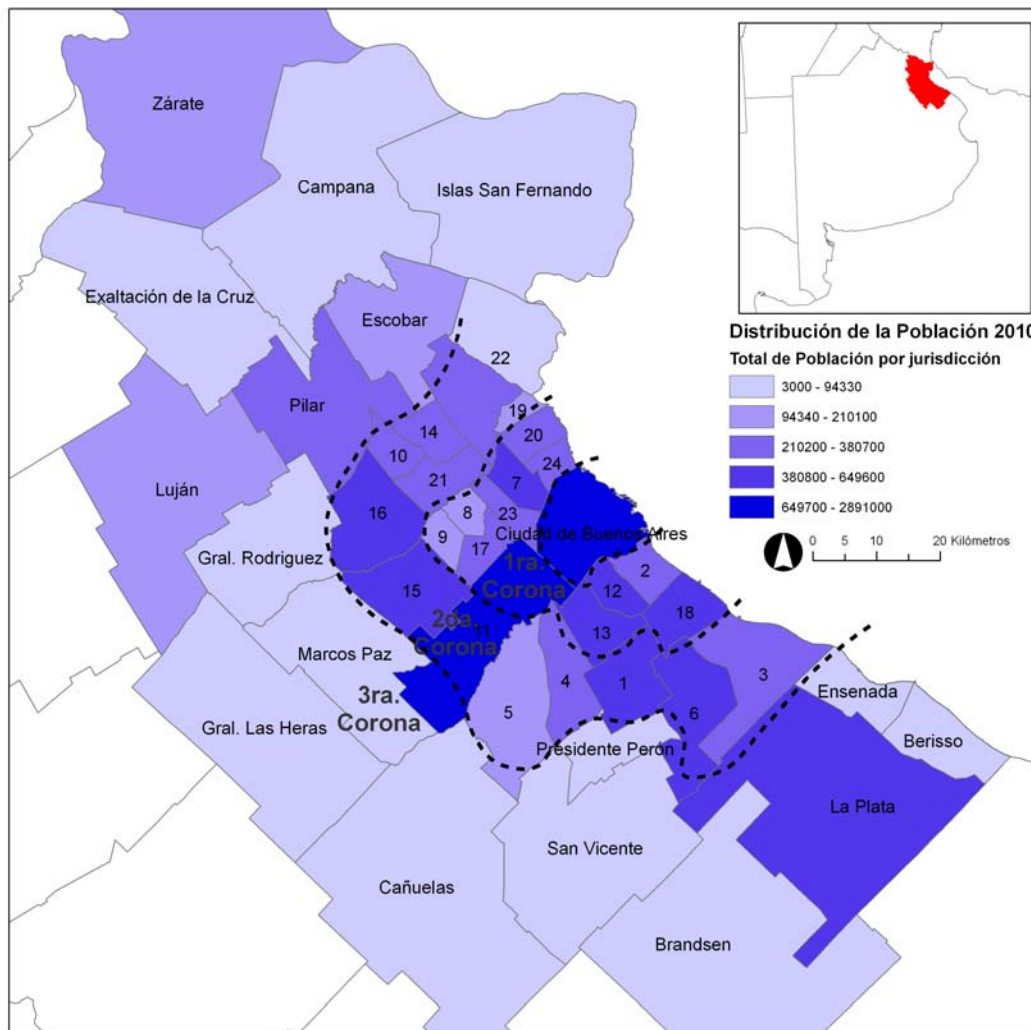 Zárate
Campana
Islas San Fernando
Exaltación de la Cruz
Escobar
22
Pilar
19
14
20
10
24
21
7
Luján
16
8
23
9
Ciudad de Buenos Aires
17
Gral. Rodriguez
1ra.
Corona
2
12
15
18
2da.
11
Corona
13
Marcos Paz
3
4
1
3ra.
Corona
Ensenada
5
6
Gral. Las Heras
Presidente Perón
Berisso
La Plata
San Vicente
Cañuelas
Brandsen
Distribución de la Población 2010
Total de Población por jurisdicción
3000 - 94330
94340 - 210100
210200 - 380700
380800 - 649600
649700 - 2891000
0 5 10 20 Kilómetros